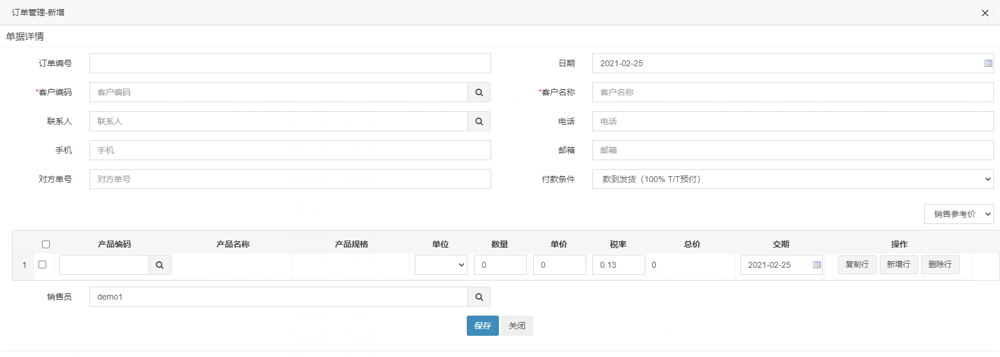 订单管理-新增
单据详情
订单编号 日期 2021-02-25
*客户编码 客户编码 *客户名称 客户名称
联系人 联系人 电话 电话
手机 手机 邮箱 邮箱
对方单号 对方单号 付款条件 款到发货（100% T/T预付）
销售参考价
产品编码 产品名称 产品规格 单位 数量 单价 税率 总价 交期 操作
1 0 0 0.13 0 2021-02-25 复制行 新增行 删除行
销售员 demo1
保存 关闭